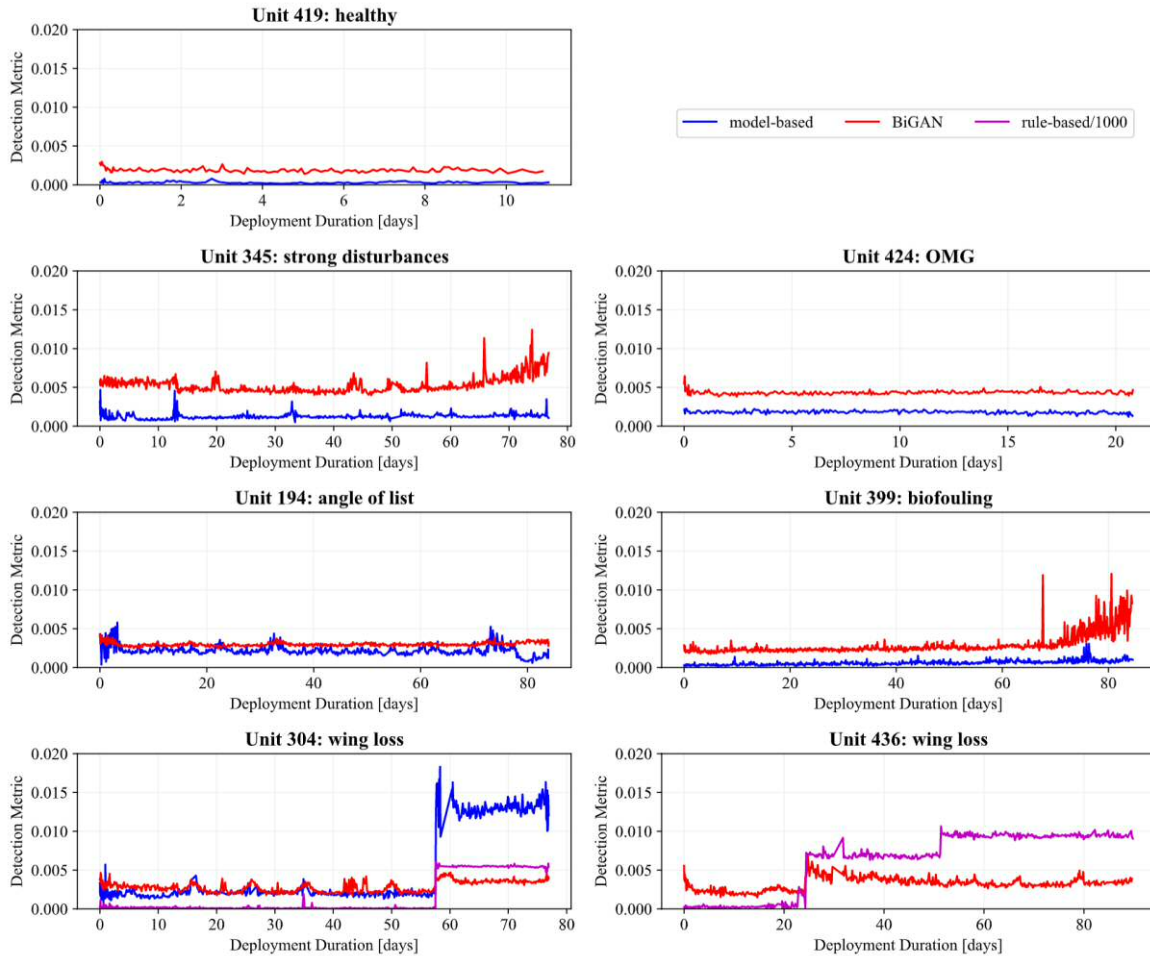 Unit 419: healthy
0.020
0.015
0.010
0.005
0.000
Detection Metric
0 2 4 6 8 10
Deployment Duration [days]
model-based BiGAN rule-based/1000
Unit 345: strong disturbances
0.020
0.015
0.010
0.005
0.000
Detection Metric
0 10 20 30 40 50 60 70 80
Deployment Duration [days]
Unit 424: OMG
0.020
0.015
0.010
0.005
0.000
Detection Metric
0 5 10 15 20
Deployment Duration [days]
Unit 194: angle of list
0.020
0.015
0.010
0.005
0.000
Detection Metric
0 20 40 60 80
Deployment Duration [days]
Unit 399: biofouling
0.020
0.015
0.010
0.005
0.000
Detection Metric
0 20 40 60 80
Deployment Duration [days]
Unit 304: wing loss
0.020
0.015
0.010
0.005
0.000
Detection Metric
0 10 20 30 40 50 60 70 80
Deployment Duration [days]
Unit 436: wing loss
0.020
0.015
0.010
0.005
0.000
Detection Metric
0 20 40 60 80
Deployment Duration [days]